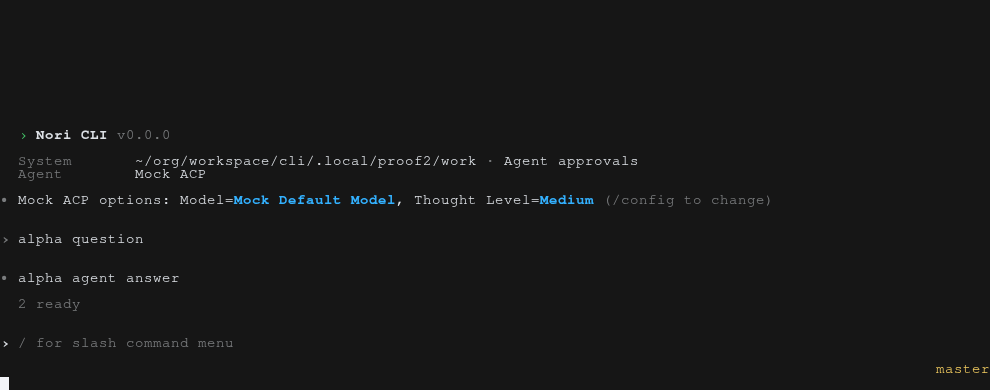 › Nori CLI v0.0.0
System ~/org/workspace/cli/.local/proof2/work · Agent approvals
Agent Mock ACP
• Mock ACP options: Model=Mock Default Model, Thought Level=Medium (/config to change)
› alpha question
• alpha agent answer
2 ready
› / for slash command menu
master